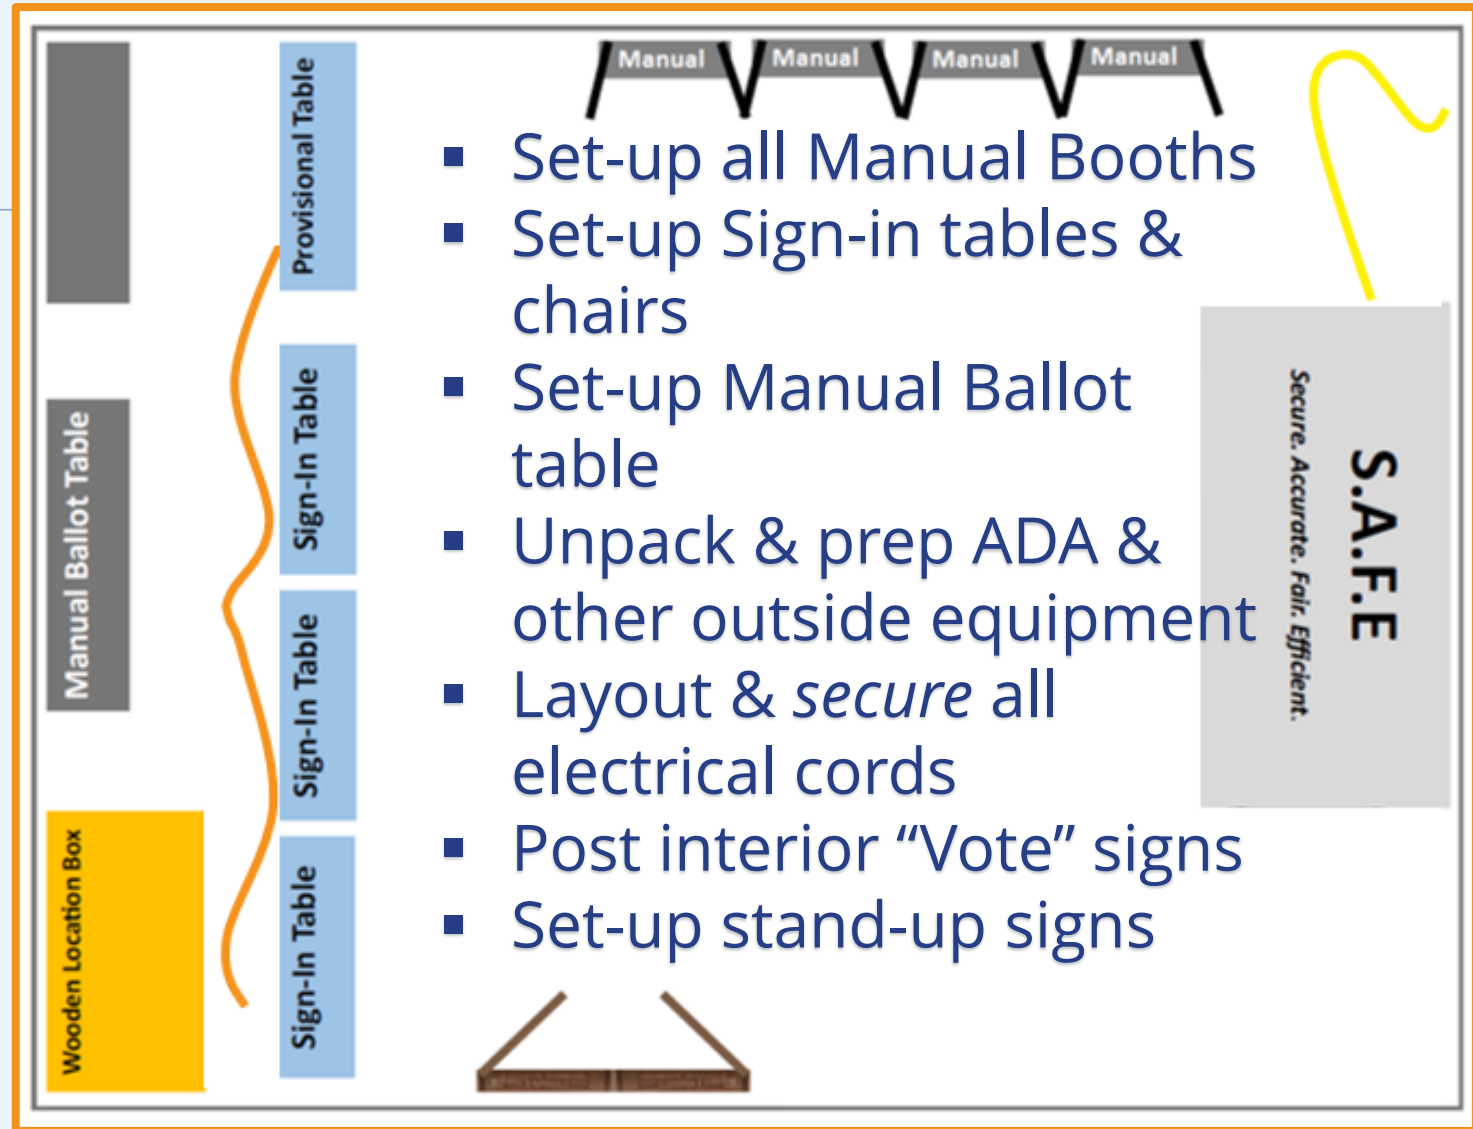 Manual Manual Manual Manual
Provisional Table
Sign-In Table
Sign-In Table
Sign-In Table
Manual Ballot Table
Wooden Location Box
▪ Set-up all Manual Booths
▪ Set-up Sign-in tables &
chairs
▪ Set-up Manual Ballot
table
▪ Unpack & prep ADA &
other outside equipment
▪ Layout & secure all
electrical cords
▪ Post interior “Vote” signs
▪ Set-up stand-up signs
S.A.F.E
Secure. Accurate. Fair. Efficient.